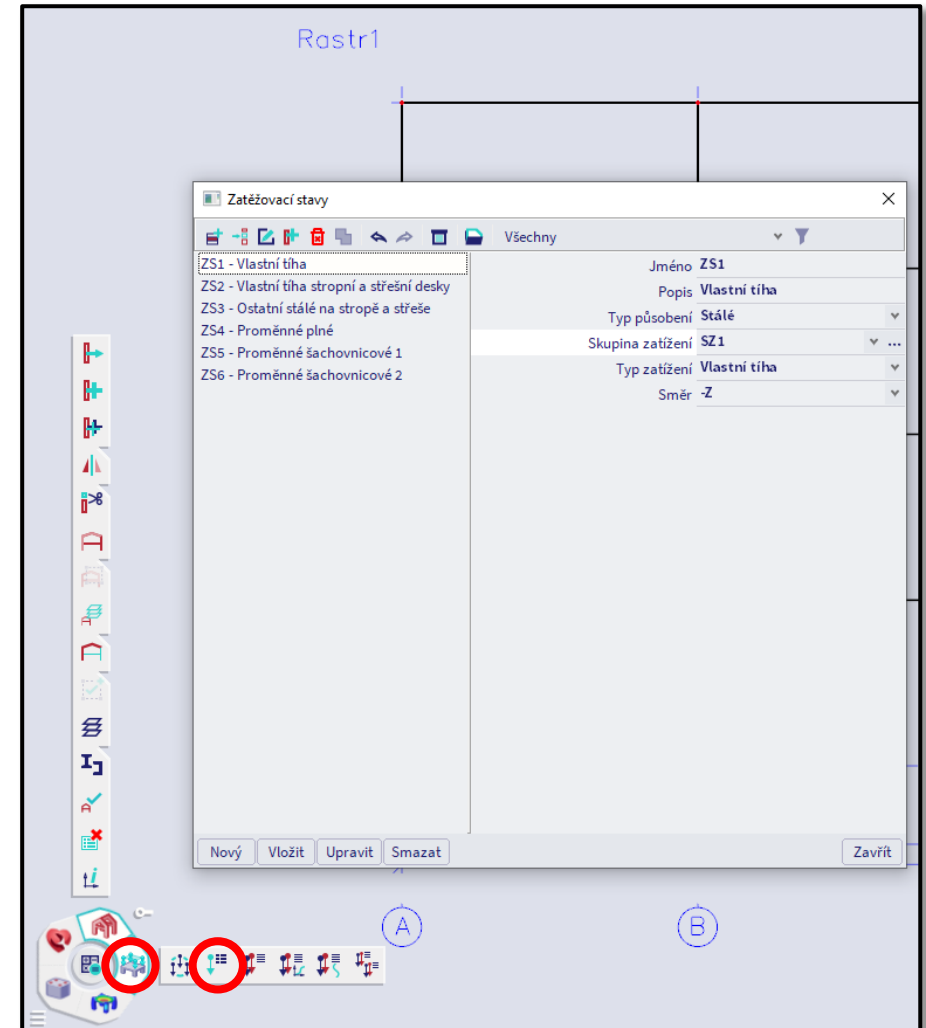 Rastr1
Zatěžovací stavy
Všechny
ZS1 - Vlastní tíha
ZS2 - Vlastní tíha stropní a střešní desky
ZS3 - Ostatní stálé na stropě a střeše
ZS4 - Proměnné plné
ZS5 - Proměnné šachovnicové 1
ZS6 - Proměnné šachovnicové 2
Jméno ZS1
Popis Vlastní tíha
Typ působení Stálé
Skupina zatížení SZ1 ...
Typ zatížení Vlastní tíha
Směr -Z
Nový Vložit Upravit Smazat Zavřít
A B